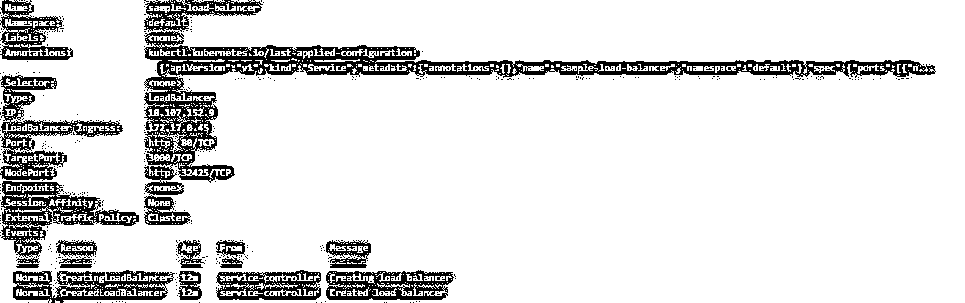 Name: sample-load-balancer
Namespace: default
Labels: <none>
Annotations: kubectl.kubernetes.io/last-applied-configuration:
{"apiVersion":"v1","kind":"Service","metadata":{"annotations":{},"name":"sample-load-balancer","namespace":"default"},"spec":{"ports":[{"n...
Selector: <none>
Type: LoadBalancer
IP: 10.107.152.8
LoadBalancer Ingress: 172.17.0.45
Port: http 80/TCP
TargetPort: 3000/TCP
NodePort: http 32425/TCP
Endpoints: <none>
Session Affinity: None
External Traffic Policy: Cluster
Events:
Type Reason Age From Message
---- ------ ---- ---- -------
Normal CreatingLoadBalancer 12m service-controller Creating load balancer
Normal CreatedLoadBalancer 12m service-controller Created load balancer